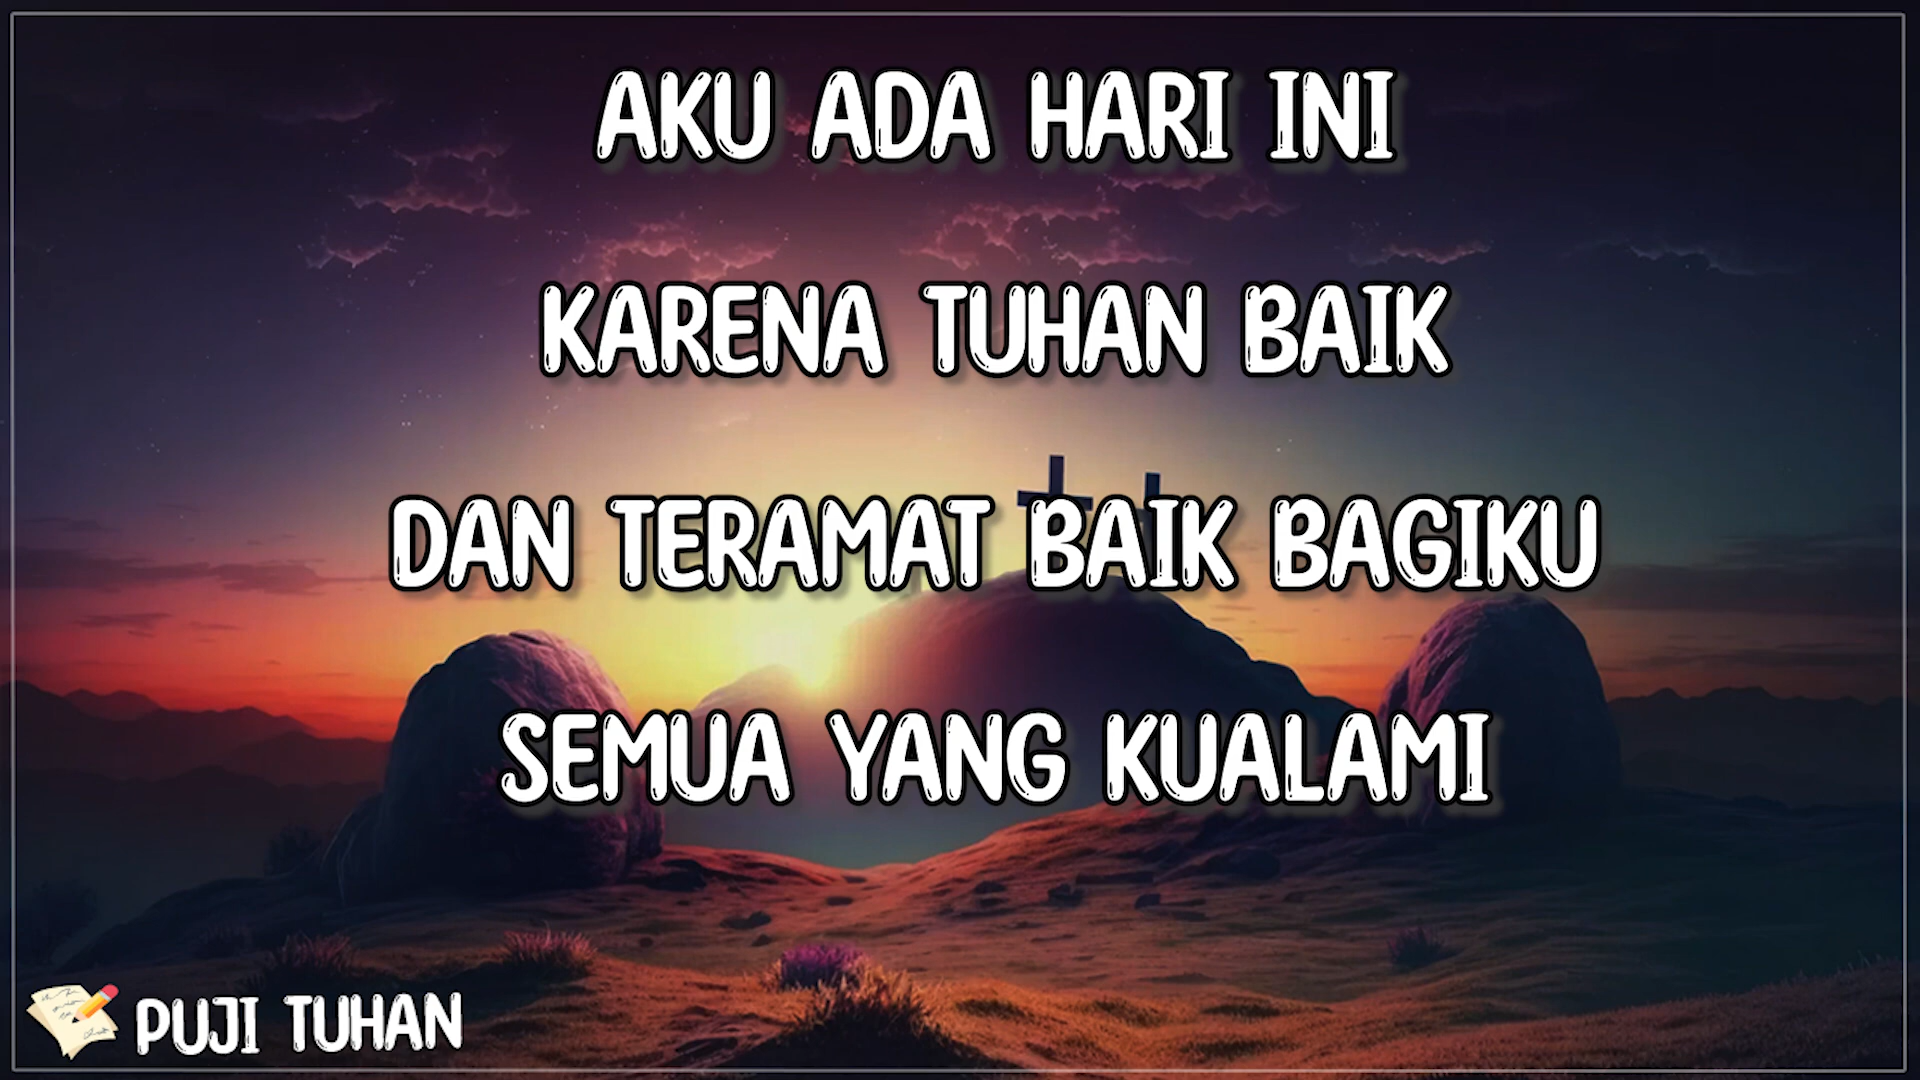 AKU ADA HARI INI
KARENA TUHAN BAIK
DAN TERAMAT BAIK BAGIKU
SEMUA YANG KUALAMI
PUJI TUHAN